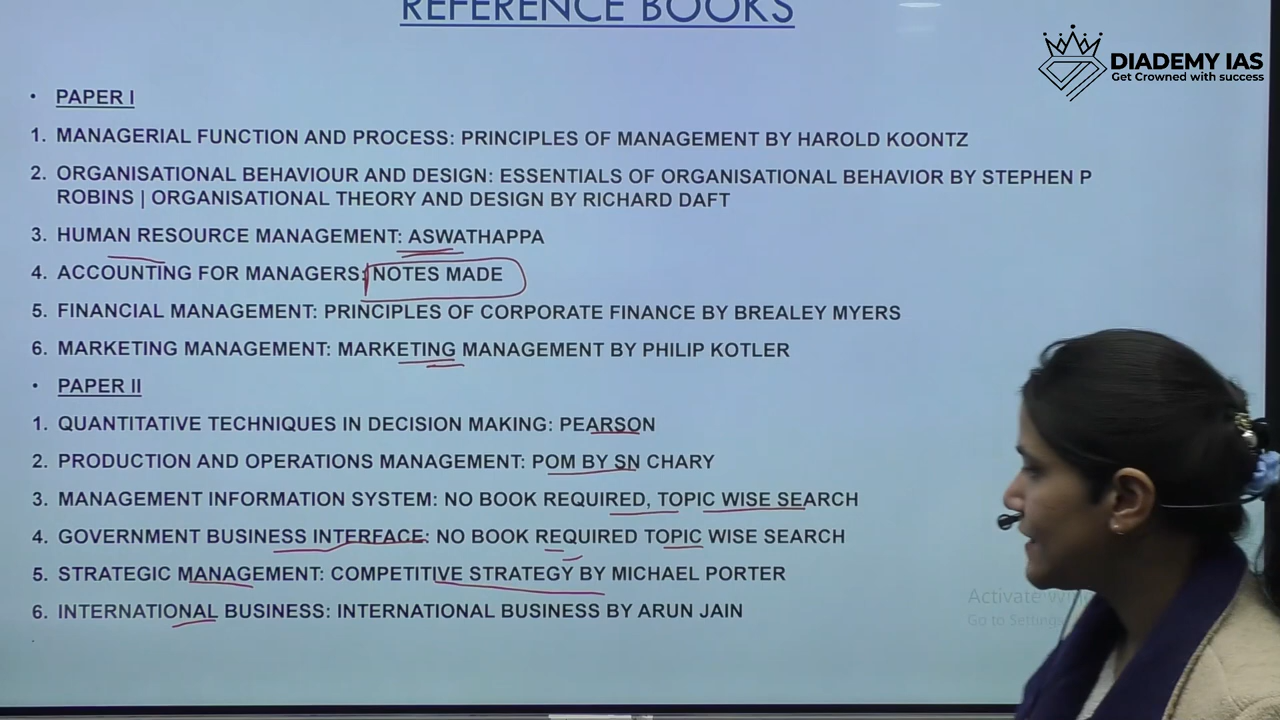 REFERENCE BOOKS
DIADEMY IAS
Get Crowned with success
• PAPER I
1. MANAGERIAL FUNCTION AND PROCESS: PRINCIPLES OF MANAGEMENT BY HAROLD KOONTZ
2. ORGANISATIONAL BEHAVIOUR AND DESIGN: ESSENTIALS OF ORGANISATIONAL BEHAVIOR BY STEPHEN P
ROBINS | ORGANISATIONAL THEORY AND DESIGN BY RICHARD DAFT
3. HUMAN RESOURCE MANAGEMENT: ASWATHAPPA
4. ACCOUNTING FOR MANAGERS: NOTES MADE
5. FINANCIAL MANAGEMENT: PRINCIPLES OF CORPORATE FINANCE BY BREALEY MYERS
6. MARKETING MANAGEMENT: MARKETING MANAGEMENT BY PHILIP KOTLER
• PAPER II
1. QUANTITATIVE TECHNIQUES IN DECISION MAKING: PEARSON
2. PRODUCTION AND OPERATIONS MANAGEMENT: POM BY SN CHARY
3. MANAGEMENT INFORMATION SYSTEM: NO BOOK REQUIRED, TOPIC WISE SEARCH
4. GOVERNMENT BUSINESS INTERFACE: NO BOOK REQUIRED TOPIC WISE SEARCH
5. STRATEGIC MANAGEMENT: COMPETITIVE STRATEGY BY MICHAEL PORTER
6. INTERNATIONAL BUSINESS: INTERNATIONAL BUSINESS BY ARUN JAIN
Activate
Go to